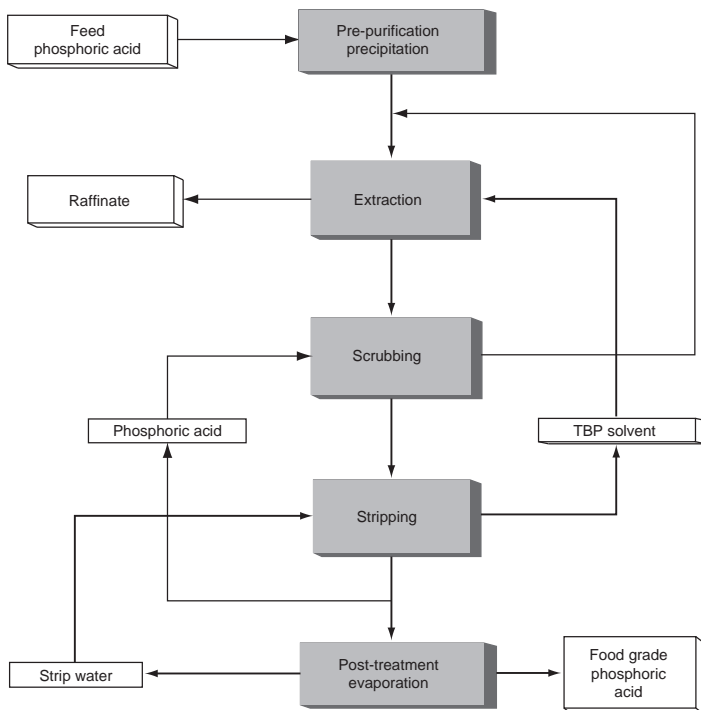 Feed
phosphoric acid
Pre-purification
precipitation
Raffinate
Extraction
Scrubbing
Phosphoric acid
TBP solvent
Stripping
Strip water
Post-treatment
evaporation
Food grade
phosphoric
acid